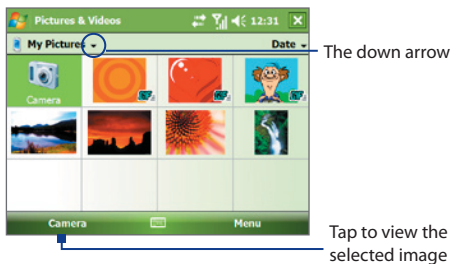 Pictures & Videos 12:31
My Pictures Date
The down arrow
Camera
Camera Menu
Tap to view the
selected image